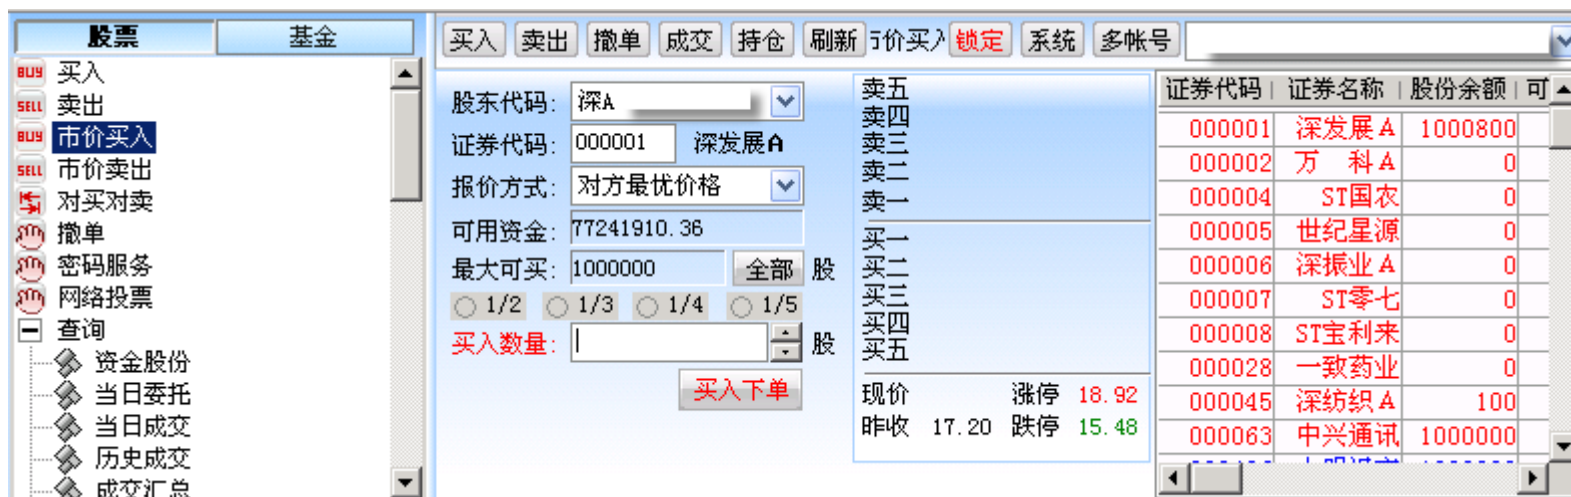 股票 基金
买入
卖出
市价买入
市价卖出
对买对卖
撤单
密码服务
网络投票
查询
资金股份
当日委托
当日成交
历史成交
成交汇总
买入 卖出 撤单 成交 持仓 刷新 市价买入 锁定 系统 多帐号
股东代码: 深A
证券代码: 000001 深发展A
报价方式: 对方最优价格
可用资金: 77241910.36
最大可买: 1000000 全部 股
1/2 1/3 1/4 1/5
买入数量: 股
买入下单
卖五
卖四
卖三
卖二
卖一
买一
买二
买三
买四
买五
现价 涨停 18.92
昨收 17.20 跌停 15.48
证券代码 证券名称 股份余额 可
000001 深发展A 1000800
000002 万 科A 0
000004 ST国农 0
000005 世纪星源 0
000006 深振业A 0
000007 ST零七 0
000008 ST宝利来 0
000028 一致药业 0
000045 深纺织A 100
000063 中兴通讯 1000000